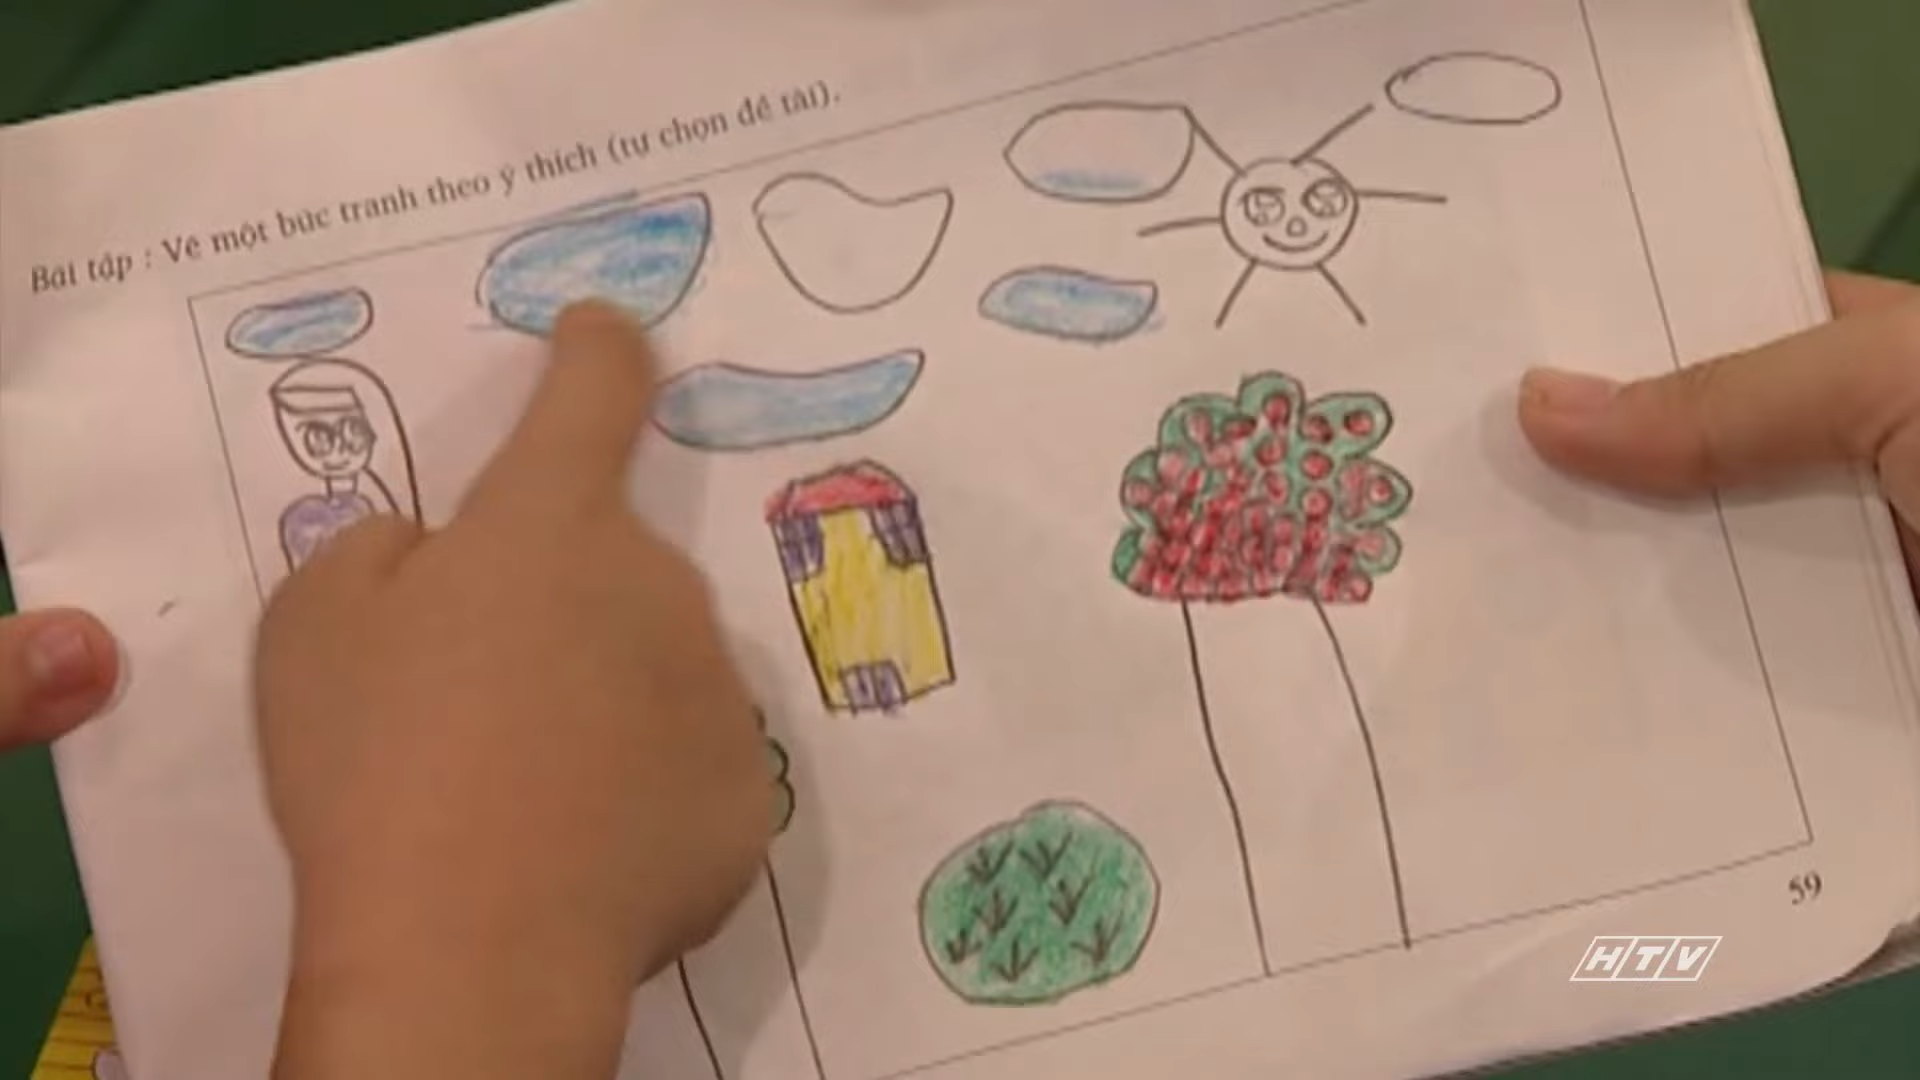 Bài tập : Vẽ một bức tranh theo ý thích (tự chọn đề tài).
59
HTV